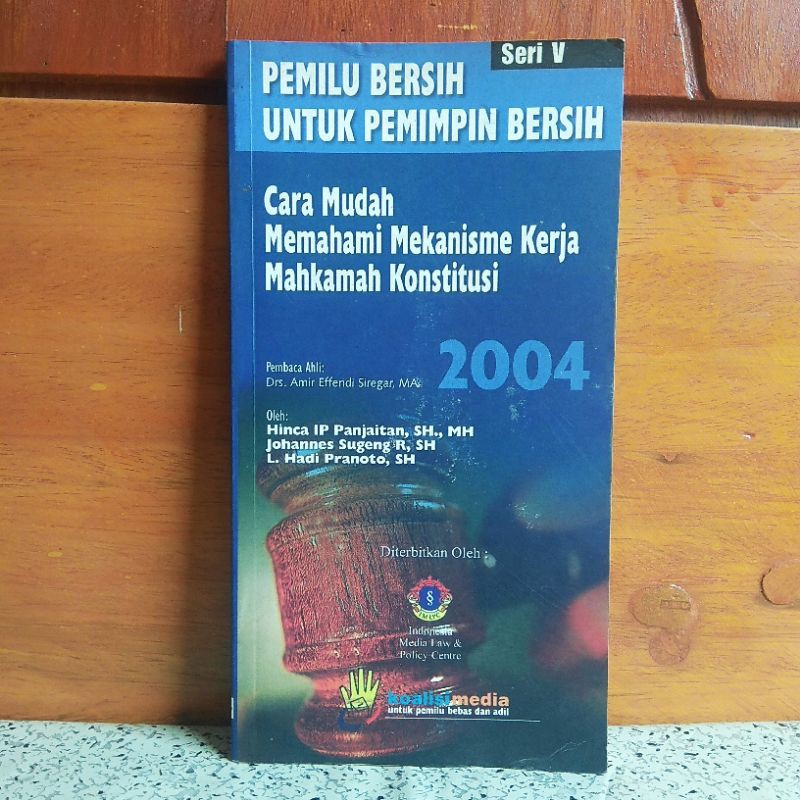 Seri V
PEMILU BERSIH
UNTUK PEMIMPIN BERSIH
Cara Mudah
Memahami Mekanisme Kerja
Mahkamah Konstitusi
2004
Pembaca Ahli:
Drs. Amir Effendi Siregar, MA.
Oleh:
Hinca IP Panjaitan, SH., MH
Johannes Sugeng R, SH
L. Hadi Pranoto, SH
Diterbitkan Oleh :
§
IMLPC
Indonesia
Media Law &
Policy Centre
koalisimedia
untuk pemilu bebas dan adil